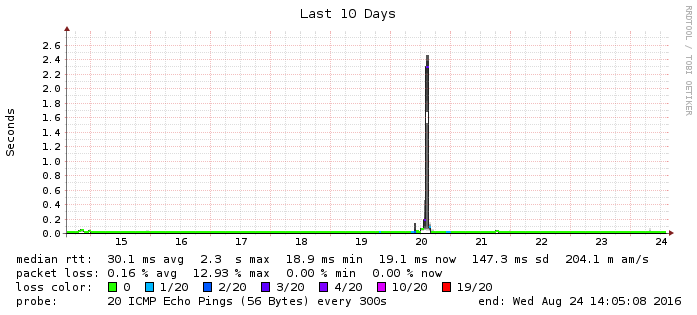 Last 10 Days
RRDTOOL / TOBI OETIKER
Seconds
2.6
2.4
2.2
2.0
1.8
1.6
1.4
1.2
1.0
0.8
0.6
0.4
0.2
0.0
15 16 17 18 19 20 21 22 23 24
median rtt: 30.1 ms avg 2.3 s max 18.9 ms min 19.1 ms now 147.3 ms sd 204.1 m am/s
packet loss: 0.16 % avg 12.93 % max 0.00 % min 0.00 % now
loss color: 0 1/20 2/20 3/20 4/20 10/20 19/20
probe: 20 ICMP Echo Pings (56 Bytes) every 300s end: Wed Aug 24 14:05:08 2016